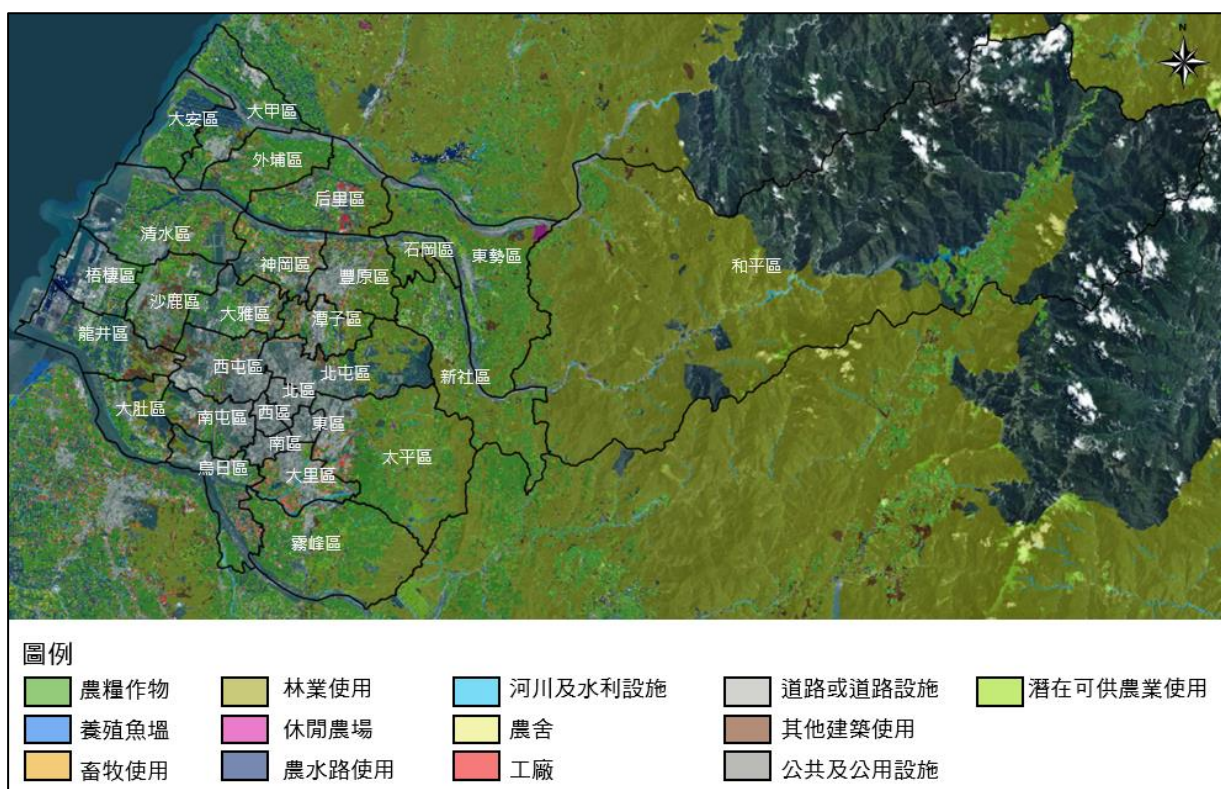 N
大甲區
大安區
外埔區
后里區
清水區
石岡區
東勢區
神岡區
豐原區
和平區
梧棲區
沙鹿區
大雅區
潭子區
龍井區
西屯區
北屯區
新社區
北區
大肚區
南屯區
西區
東區
南區
太平區
烏日區
大里區
霧峰區
圖例
農糧作物
林業使用
河川及水利設施
道路或道路設施
潛在可供農業使用
養殖魚塭
休閒農場
農舍
其他建築使用
畜牧使用
農水路使用
工廠
公共及公用設施